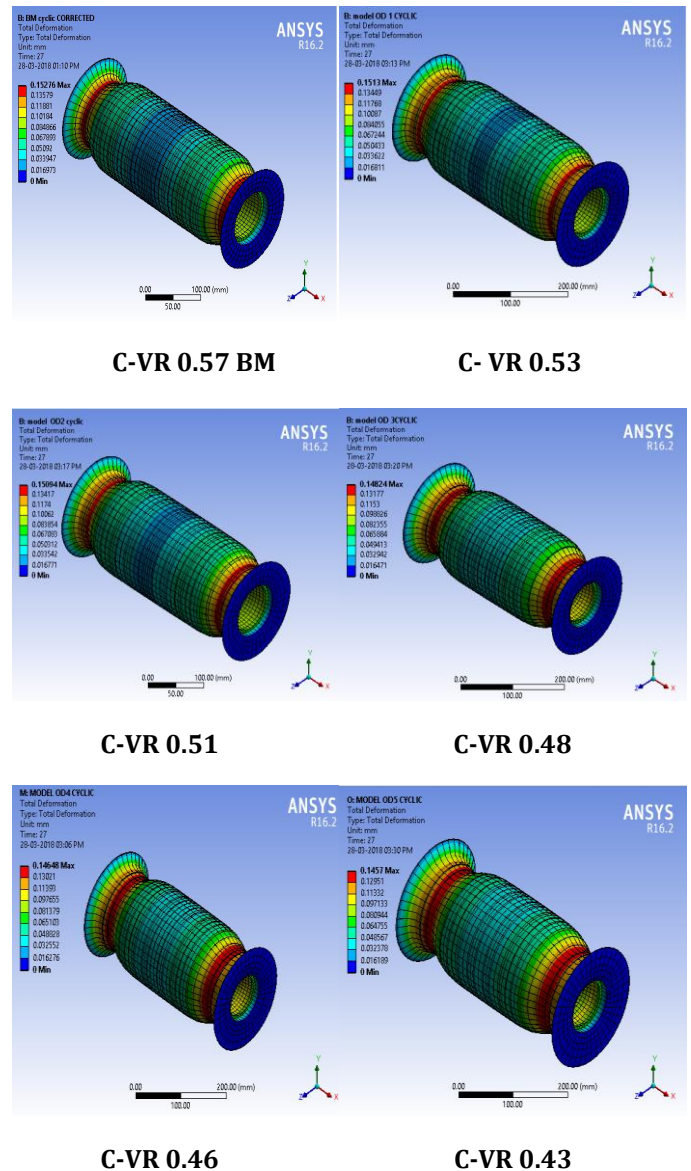 B: BM cyclic CORRECTED
Total Deformation
Type: Total Deformation
Unit: mm
Time: 27
28-03-2018 01:10 PM
ANSYS
R16.2
0.15276 Max
0.13579
0.11881
0.10184
0.084866
0.067893
0.05092
0.033947
0.016973
0 Min
0.00
100.00 (mm)
50.00
Y
Z
X
C-VR 0.57 BM
B: model OD 1 CYCLIC
Total Deformation
Type: Total Deformation
Unit: mm
Time: 27
28-03-2018 03:13 PM
ANSYS
R16.2
0.1513 Max
0.13449
0.11768
0.10087
0.084055
0.067244
0.050433
0.033622
0.016811
0 Min
0.00
200.00 (mm)
100.00
Y
Z
X
C- VR 0.53
B: model OD2 cyclic
Total Deformation
Type: Total Deformation
Unit: mm
Time: 27
28-03-2018 03:17 PM
ANSYS
R16.2
0.15094 Max
0.13417
0.1174
0.10062
0.083854
0.067083
0.050312
0.033542
0.016771
0 Min
0.00
100.00 (mm)
50.00
Y
Z
X
C-VR 0.51
B: model OD 3CYCLIC
Total Deformation
Type: Total Deformation
Unit: mm
Time: 27
28-03-2018 03:20 PM
ANSYS
R16.2
0.14824 Max
0.13177
0.1153
0.098826
0.082355
0.065884
0.049413
0.032942
0.016471
0 Min
0.00
200.00 (mm)
100.00
Y
Z
X
C-VR 0.48
M: MODEL OD4 CYCLIC
Total Deformation
Type: Total Deformation
Unit: mm
Time: 27
28-03-2018 03:06 PM
ANSYS
R16.2
0.14648 Max
0.13021
0.11393
0.097655
0.081379
0.065103
0.048828
0.032552
0.016276
0 Min
0.00
200.00 (mm)
100.00
Y
Z
X
C-VR 0.46
O: MODEL OD5 CYCLIC
Total Deformation
Type: Total Deformation
Unit: mm
Time: 27
28-03-2018 03:30 PM
ANSYS
R16.2
0.1457 Max
0.12951
0.11332
0.097133
0.080944
0.064755
0.048567
0.032378
0.016189
0 Min
0.00
200.00 (mm)
100.00
Y
Z
X
C-VR 0.43